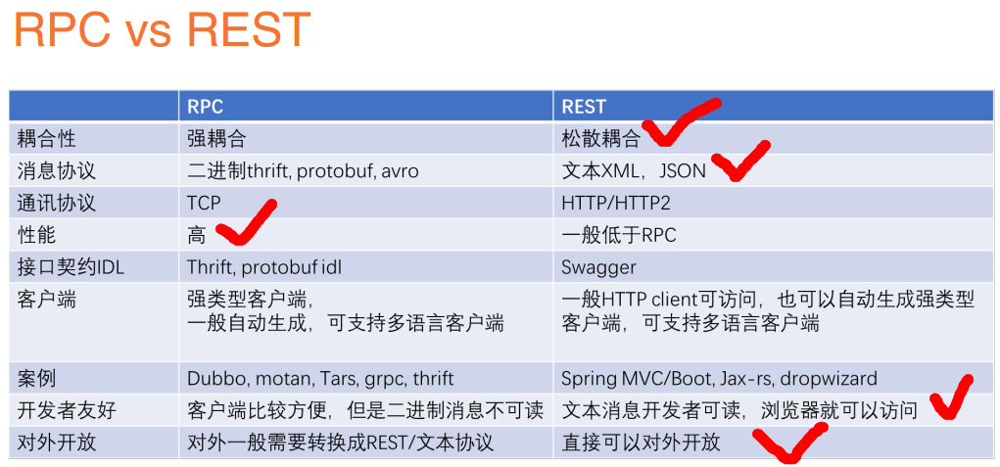 RPC vs REST
RPC REST
耦合性 强耦合 松散耦合
消息协议 二进制thrift, protobuf, avro 文本XML，JSON
通讯协议 TCP HTTP/HTTP2
性能 高 一般低于RPC
接口契约IDL Thrift, protobuf idl Swagger
客户端 强类型客户端， 一般HTTP client可访问，也可以自动生成强类型
一般自动生成，可支持多语言客户端 客户端，可支持多语言客户端
案例 Dubbo, motan, Tars, grpc, thrift Spring MVC/Boot, Jax-rs, dropwizard
开发者友好 客户端比较方便，但是二进制消息不可读 文本消息开发者可读，浏览器就可以访问
对外开放 对外一般需要转换成REST/文本协议 直接可以对外开放